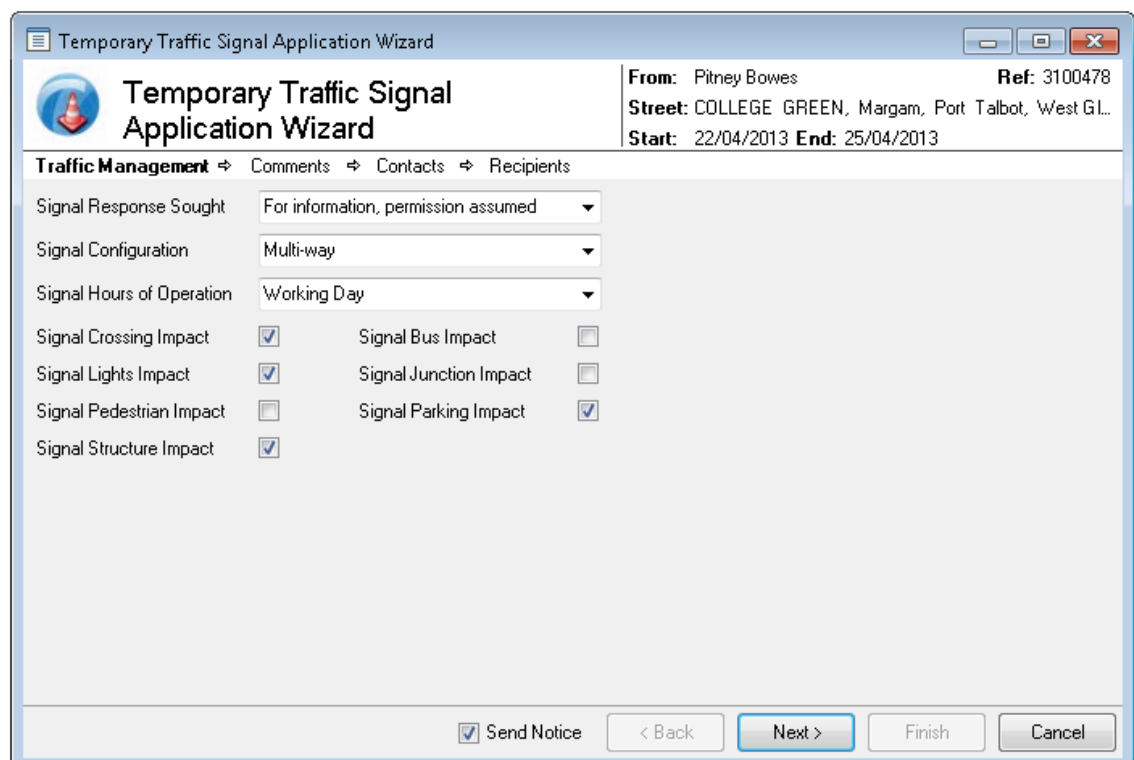 Temporary Traffic Signal Application Wizard
Temporary Traffic Signal
Application Wizard
From: Pitney Bowes Ref: 3100478
Street: COLLEGE GREEN, Margam, Port Talbot, West Gl...
Start: 22/04/2013 End: 25/04/2013
Traffic Management ⇨ Comments ⇨ Contacts ⇨ Recipients
Signal Response Sought For information, permission assumed
Signal Configuration Multi-way
Signal Hours of Operation Working Day
Signal Crossing Impact Signal Bus Impact
Signal Lights Impact Signal Junction Impact
Signal Pedestrian Impact Signal Parking Impact
Signal Structure Impact
Send Notice < Back Next > Finish Cancel